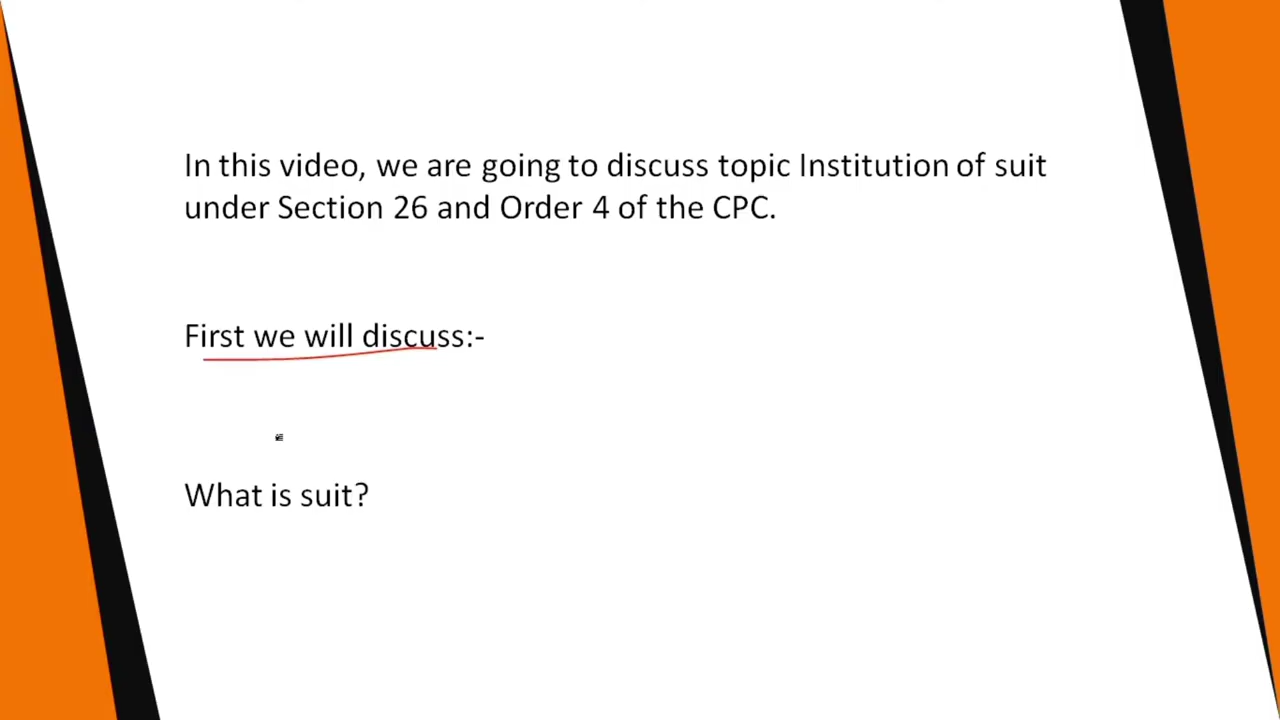 In this video, we are going to discuss topic Institution of suit
under Section 26 and Order 4 of the CPC.
First we will discuss:-
What is suit?